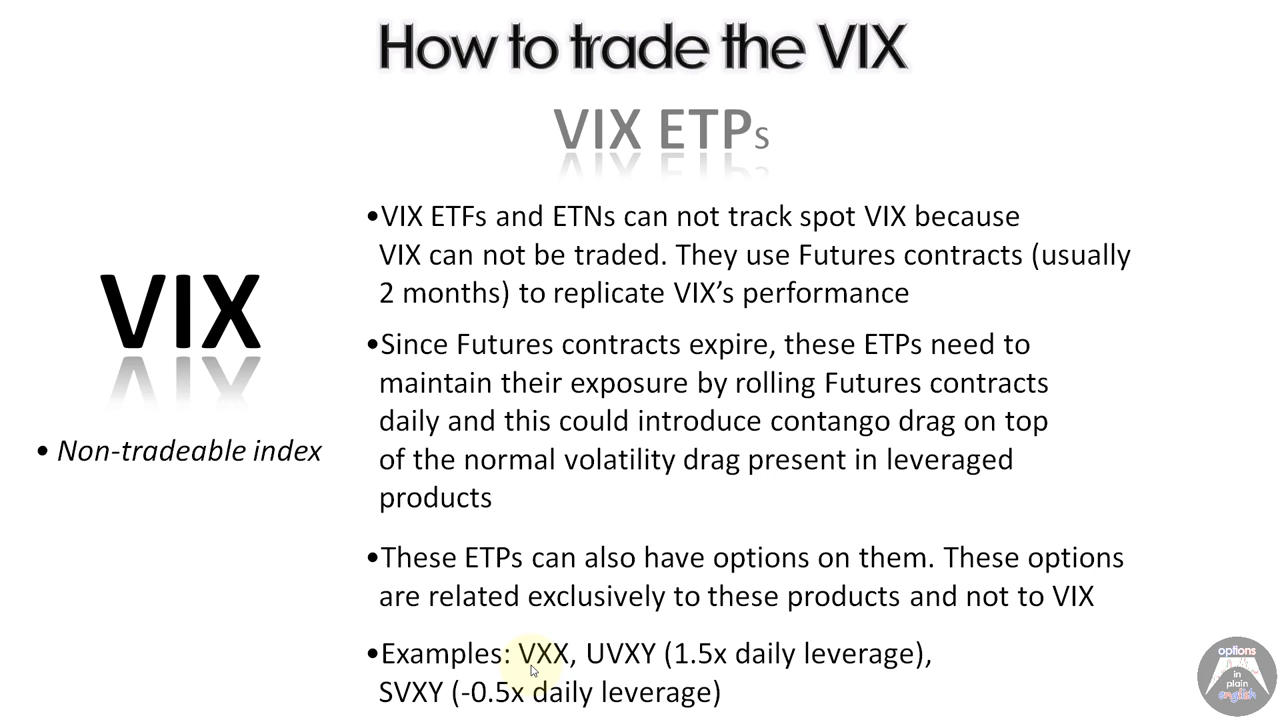 How to trade the VIX
VIX ETPs
VIX
• Non-tradeable index
•VIX ETFs and ETNs can not track spot VIX because
VIX can not be traded. They use Futures contracts (usually
2 months) to replicate VIX’s performance
•Since Futures contracts expire, these ETPs need to
maintain their exposure by rolling Futures contracts
daily and this could introduce contango drag on top
of the normal volatility drag present in leveraged
products
•These ETPs can also have options on them. These options
are related exclusively to these products and not to VIX
•Examples: VXX, UVXY (1.5x daily leverage),
SVXY (-0.5x daily leverage)
options
in
plain
english